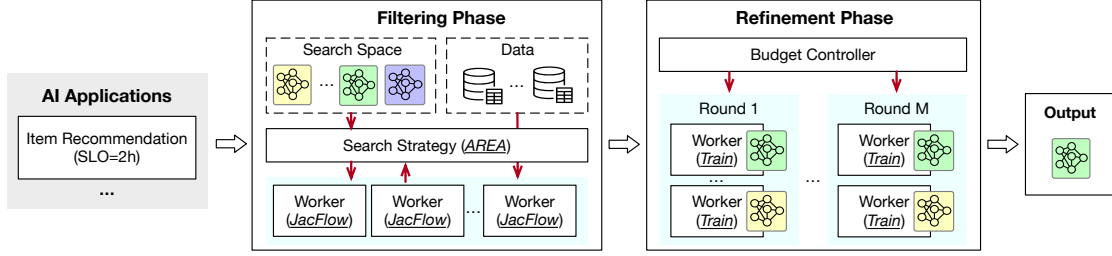 AI Applications
Item Recommendation
(SLO=2h)
...
Filtering Phase
Search Space
...
Data
...
Search Strategy (AREA)
Worker
(JacFlow)
Worker
(JacFlow)
...
Worker
(JacFlow)
Refinement Phase
Budget Controller
Round 1
Worker
(Train)
...
Worker
(Train)
...
Round M
Worker
(Train)
...
Worker
(Train)
Output